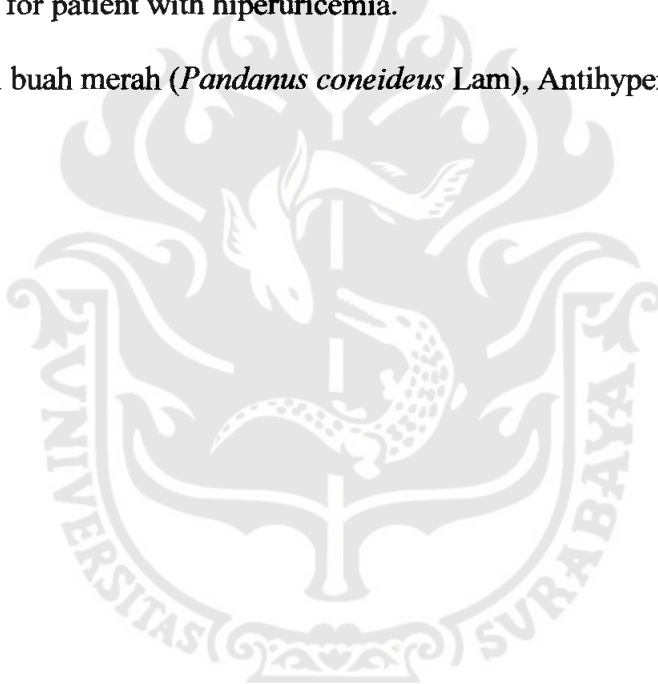 for patient with hiperuricemia.
buah merah (Pandanus coneideus Lam), Antihyper
UNIVERSITAS SURABAYA